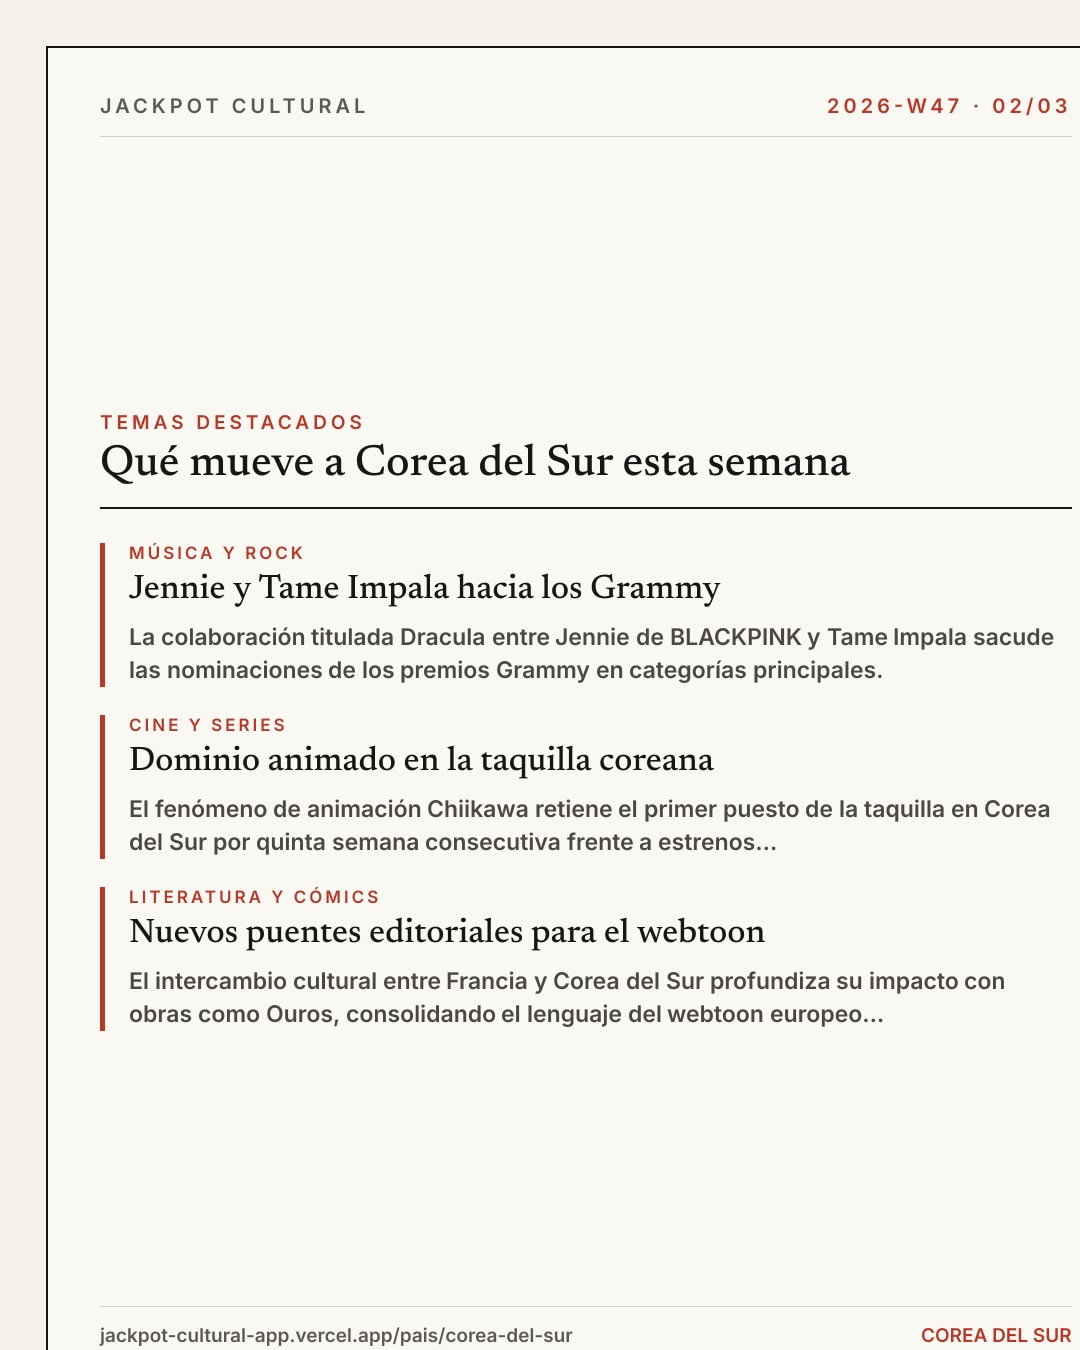 JACKPOT CULTURAL
2026-W47 · 02/03
TEMAS DESTACADOS
Qué mueve a Corea del Sur esta semana
MÚSICA Y ROCK
Jennie y Tame Impala hacia los Grammy
La colaboración titulada Dracula entre Jennie de BLACKPINK y Tame Impala sacude
las nominaciones de los premios Grammy en categorías principales.
CINE Y SERIES
Dominio animado en la taquilla coreana
El fenómeno de animación Chiikawa retiene el primer puesto de la taquilla en Corea
del Sur por quinta semana consecutiva frente a estrenos...
LITERATURA Y CÓMICS
Nuevos puentes editoriales para el webtoon
El intercambio cultural entre Francia y Corea del Sur profundiza su impacto con
obras como Ouros, consolidando el lenguaje del webtoon europeo...
jackpot-cultural-app.vercel.app/pais/corea-del-sur
COREA DEL SUR